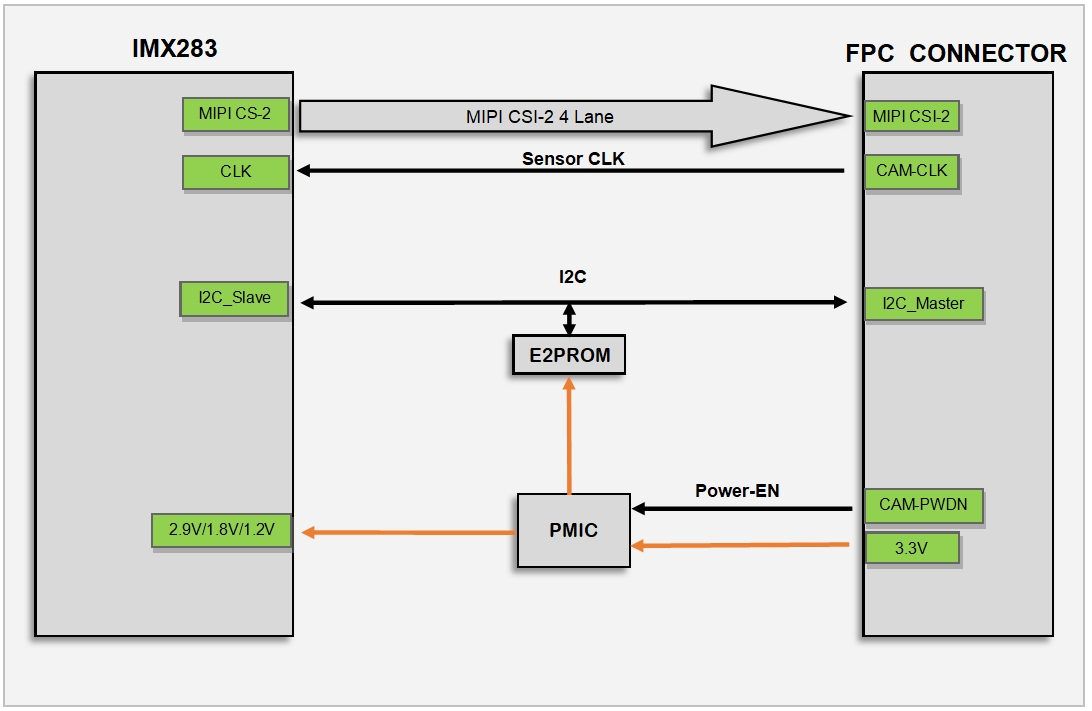 IMX283
FPC CONNECTOR
MIPI CS-2
MIPI CSI-2 4 Lane
MIPI CSI-2
Sensor CLK
CLK
CAM-CLK
I2C
I2C_Slave
I2C_Master
E2PROM
Power-EN
CAM-PWDN
2.9V/1.8V/1.2V
PMIC
3.3V